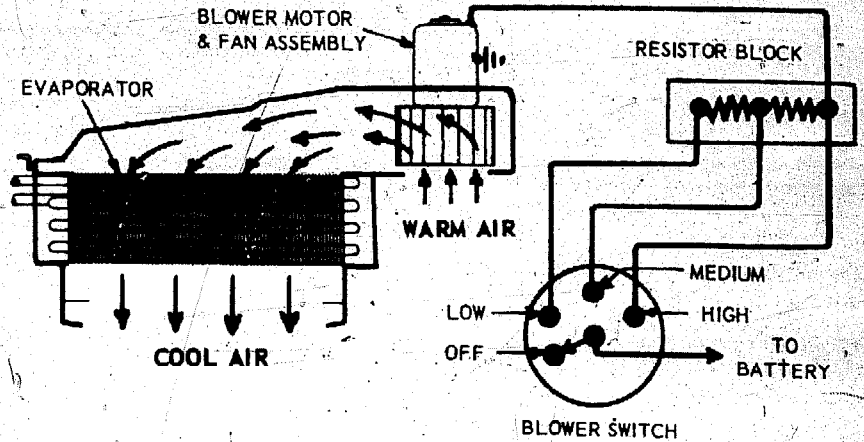 BLOWER MOTOR
& FAN ASSEMBLY
RESISTOR BLOCK
EVAPORATOR
WARM AIR
MEDIUM
LOW
HIGH
OFF
TO
BATTERY
COOL AIR
BLOWER SWITCH